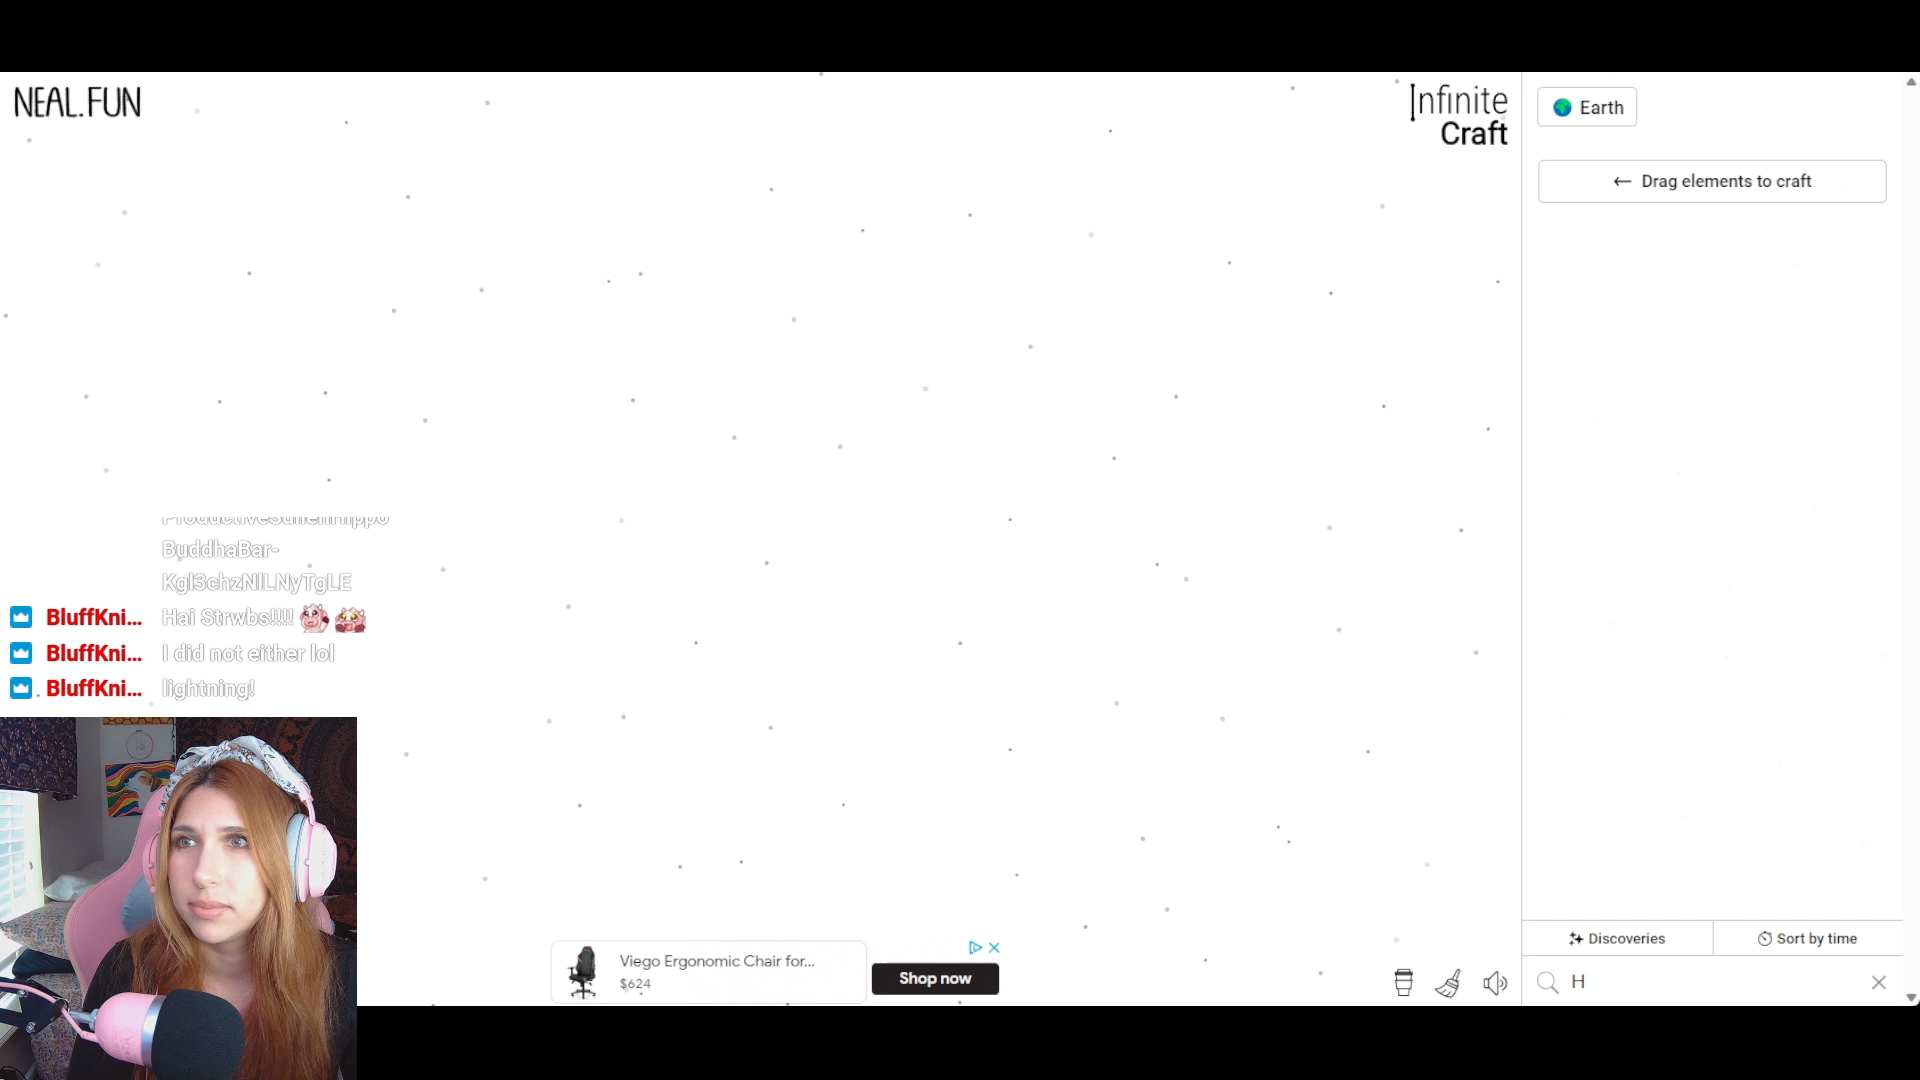 NEAL.FUN
Infinite
Craft
Earth
← Drag elements to craft
BuddhaBar-
BluffKni... Hai Strwbs!!!!
BluffKni... I did not either lol
BluffKni... lightning!
Viego Ergonomic Chair for...
$624
Shop now
Discoveries
Sort by time
H